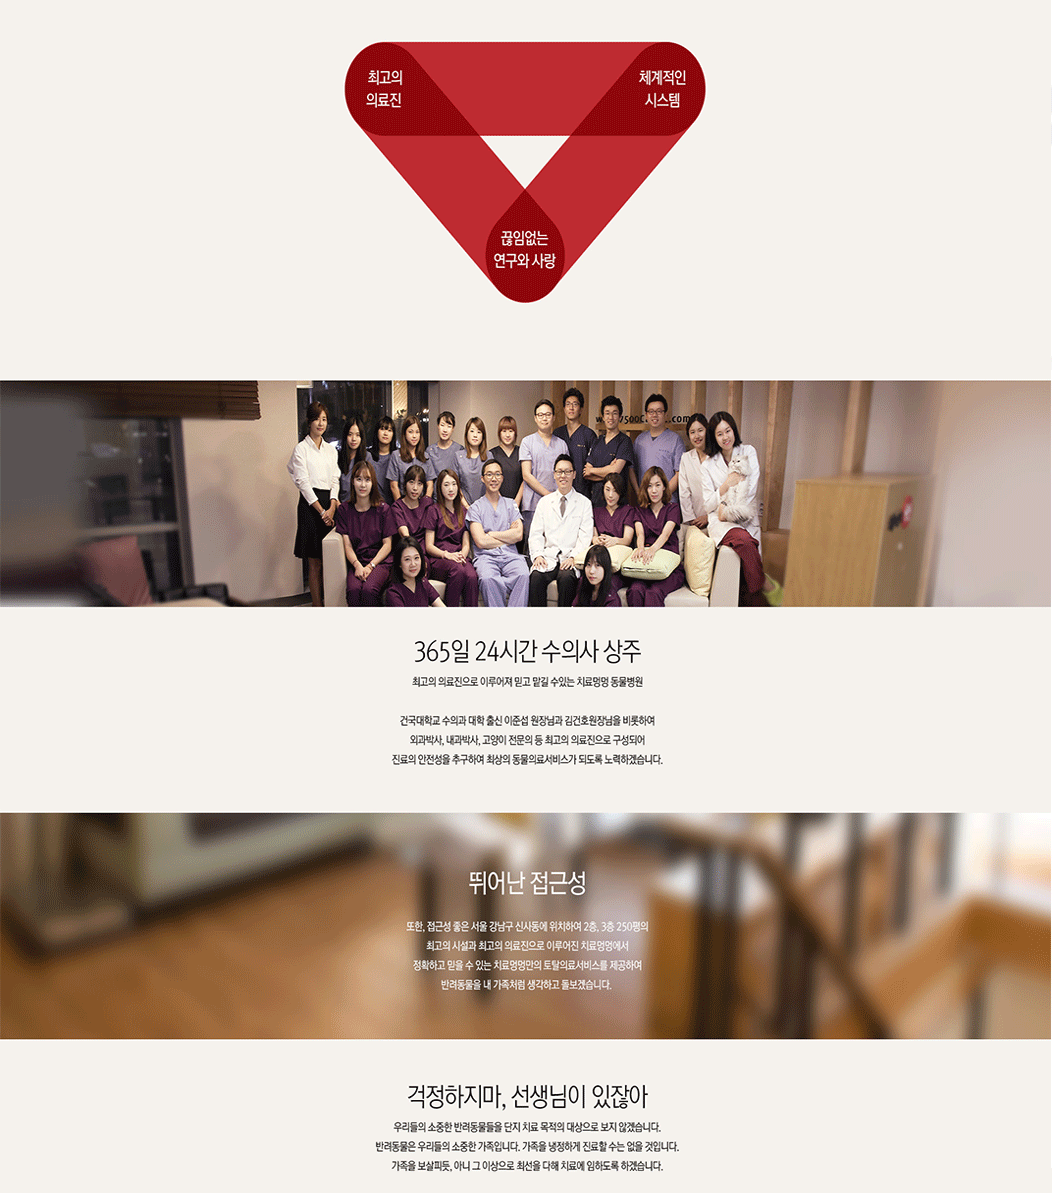 최고의
의료진
체계적인
시스템
끊임없는
연구와 사랑
365일 24시간 수의사 상주
최고의 의료진으로 이루어져 믿고 맡길 수있는 치료멍멍 동물병원
건국대학교 수의과 대학 출신 이준섭 원장님과 김건호원장님을 비롯하여
외과박사, 내과박사, 고양이 전문의 등 최고의 의료진으로 구성되어
진료의 안전성을 추구하여 최상의 동물의료서비스가 되도록 노력하겠습니다.
뛰어난 접근성
또한, 접근성 좋은 서울 강남구 신사동에 위치하여 2층, 3층 250평의
최고의 시설과 최고의 의료진으로 이루어진 치료멍멍에서
정확하고 믿을 수 있는 치료멍멍만의 토탈의료서비스를 제공하여
반려동물을 내 가족처럼 생각하고 돌보겠습니다.
걱정하지마, 선생님이 있잖아
우리들의 소중한 반려동물들을 단지 치료 목적의 대상으로 보지 않겠습니다.
반려동물은 우리들의 소중한 가족입니다. 가족을 냉정하게 진료할 수는 없을 것입니다.
가족을 보살피듯, 아니 그 이상으로 최선을 다해 치료에 임하도록 하겠습니다.